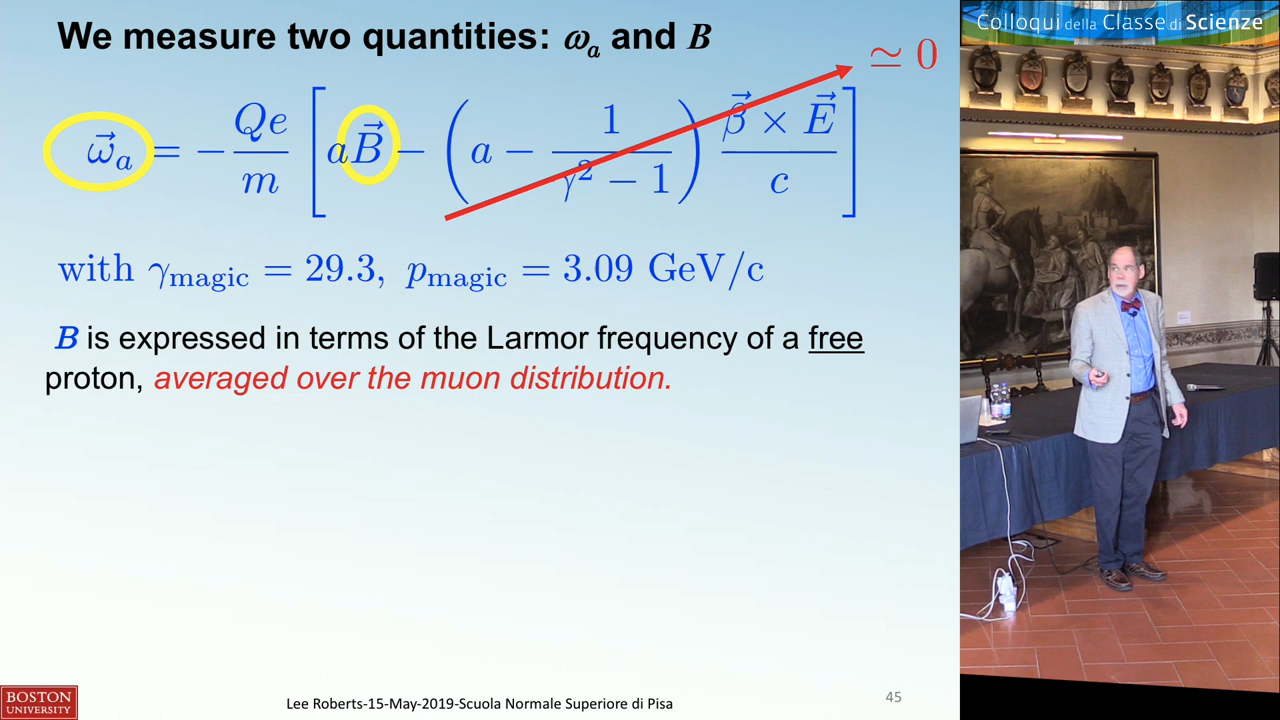 Colloqui della Classe di Scienze
We measure two quantities: ωₐ and B
≃ 0
ω⃗ₐ = − Qe/m [ aB⃗ − ( a − 1/(γ² − 1) ) (β⃗ × E⃗)/c ]
with γmagic = 29.3, pmagic = 3.09 GeV/c
B is expressed in terms of the Larmor frequency of a free
proton, averaged over the muon distribution.
BOSTON
UNIVERSITY
Lee Roberts-15-May-2019-Scuola Normale Superiore di Pisa
45